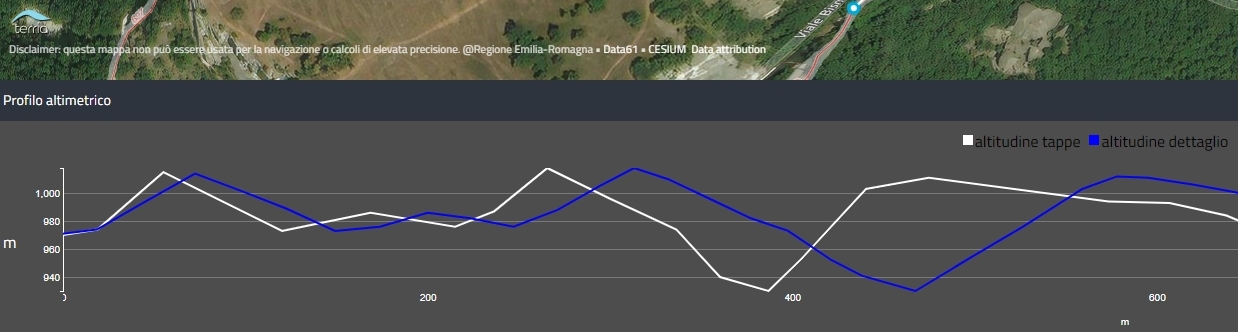 terria
Viale Bis
Disclaimer: questa mappa non può essere usata per la navigazione o calcoli di elevata precisione. @Regione Emilia-Romagna ▪ Data61 ▪ CESIUM Data attribution
Profilo altimetrico
altitudine tappe altitudine dettaglio
1,000
980
m
960
940
0 200 400 600
m